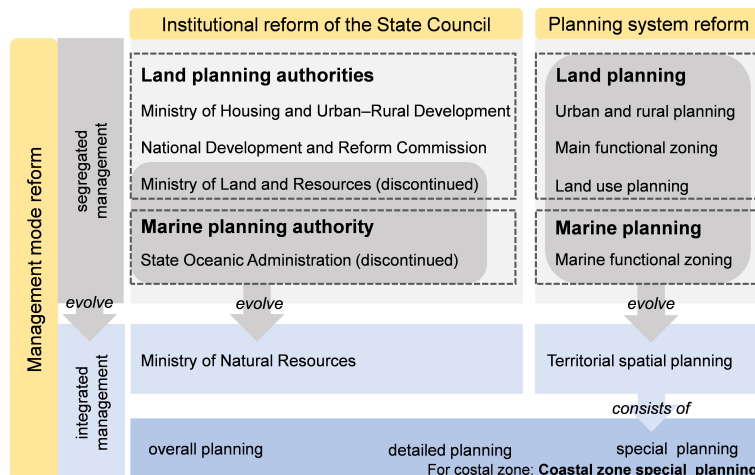 Institutional reform of the State Council
Planning system reform
Management mode reform
segregated management
Land planning authorities
Ministry of Housing and Urban–Rural Development
National Development and Reform Commission
Ministry of Land and Resources (discontinued)
Marine planning authority
State Oceanic Administration (discontinued)
Land planning
Urban and rural planning
Main functional zoning
Land use planning
Marine planning
Marine functional zoning
evolve
evolve
evolve
integrated management
Ministry of Natural Resources
Territorial spatial planning
consists of
overall planning
detailed planning
special planning
For costal zone: Coastal zone special planning